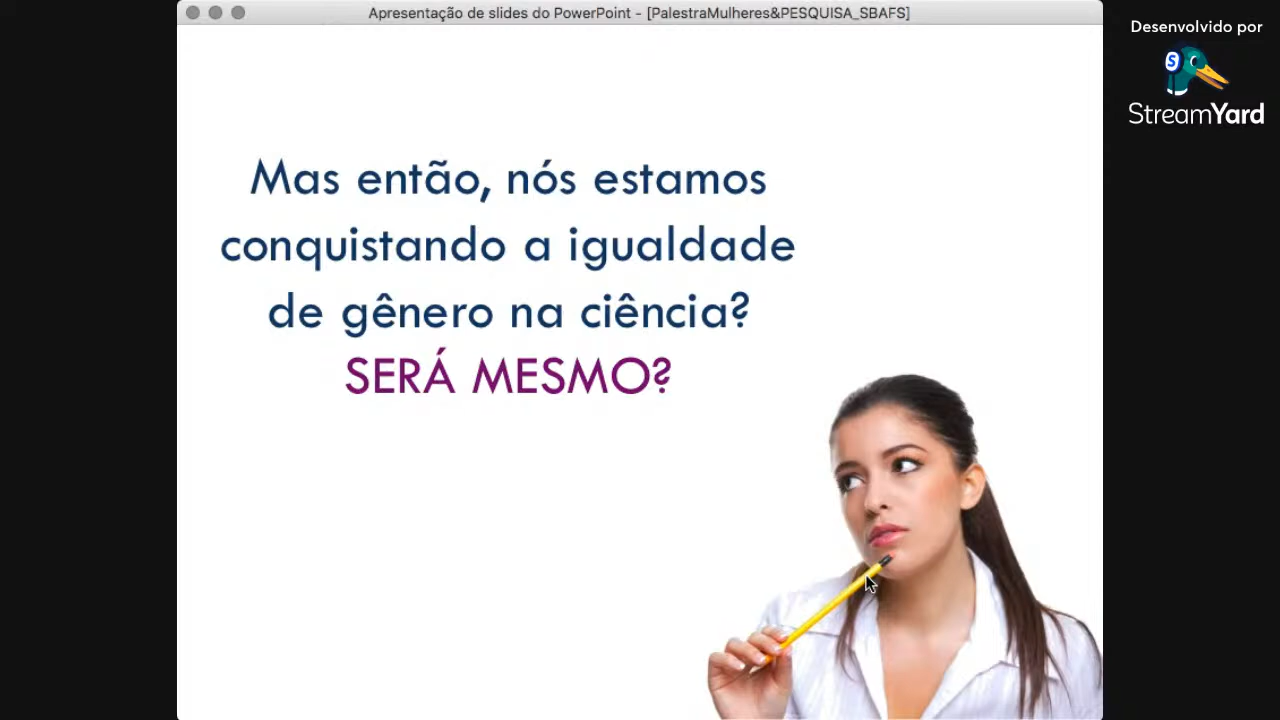 Apresentação de slides do PowerPoint - [PalestraMulheres&PESQUISA_SBAFS]
Desenvolvido por
S
StreamYard
Mas então, nós estamos
conquistando a igualdade
de gênero na ciência?
SERÁ MESMO?